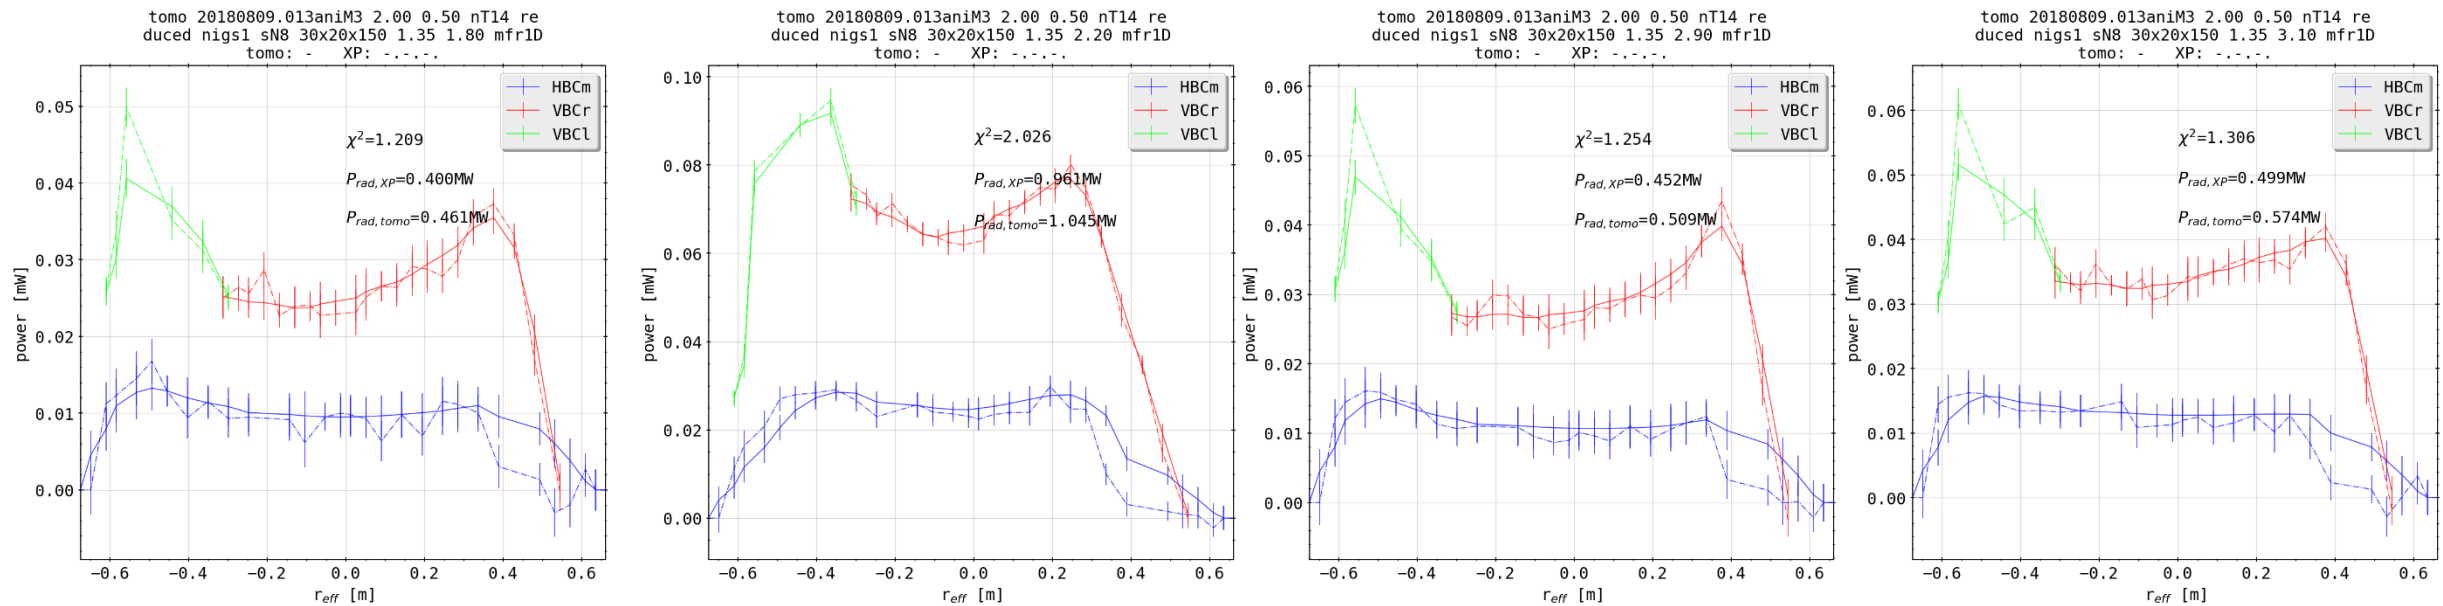 tomo 20180809.013aniM3 2.00 0.50 nT14 re
duced nigs1 sN8 30x20x150 1.35 1.80 mfr1D
tomo: - XP: -.-.-.
HBCm
VBCr
VBCl
χ²=1.209
P_rad,XP=0.400MW
P_rad,tomo=0.461MW
0.05
0.04
0.03
0.02
0.01
0.00
power [mW]
−0.6 −0.4 −0.2 0.0 0.2 0.4 0.6
r_eff [m]
tomo 20180809.013aniM3 2.00 0.50 nT14 re
duced nigs1 sN8 30x20x150 1.35 2.20 mfr1D
tomo: - XP: -.-.-.
HBCm
VBCr
VBCl
χ²=2.026
P_rad,XP=0.961MW
P_rad,tomo=1.045MW
0.10
0.08
0.06
0.04
0.02
0.00
power [mW]
−0.6 −0.4 −0.2 0.0 0.2 0.4 0.6
r_eff [m]
tomo 20180809.013aniM3 2.00 0.50 nT14 re
duced nigs1 sN8 30x20x150 1.35 2.90 mfr1D
tomo: - XP: -.-.-.
HBCm
VBCr
VBCl
χ²=1.254
P_rad,XP=0.452MW
P_rad,tomo=0.509MW
0.06
0.05
0.04
0.03
0.02
0.01
0.00
power [mW]
−0.6 −0.4 −0.2 0.0 0.2 0.4 0.6
r_eff [m]
tomo 20180809.013aniM3 2.00 0.50 nT14 re
duced nigs1 sN8 30x20x150 1.35 3.10 mfr1D
tomo: - XP: -.-.-.
HBCm
VBCr
VBCl
χ²=1.306
P_rad,XP=0.499MW
P_rad,tomo=0.574MW
0.06
0.05
0.04
0.03
0.02
0.01
0.00
power [mW]
−0.6 −0.4 −0.2 0.0 0.2 0.4 0.6
r_eff [m]